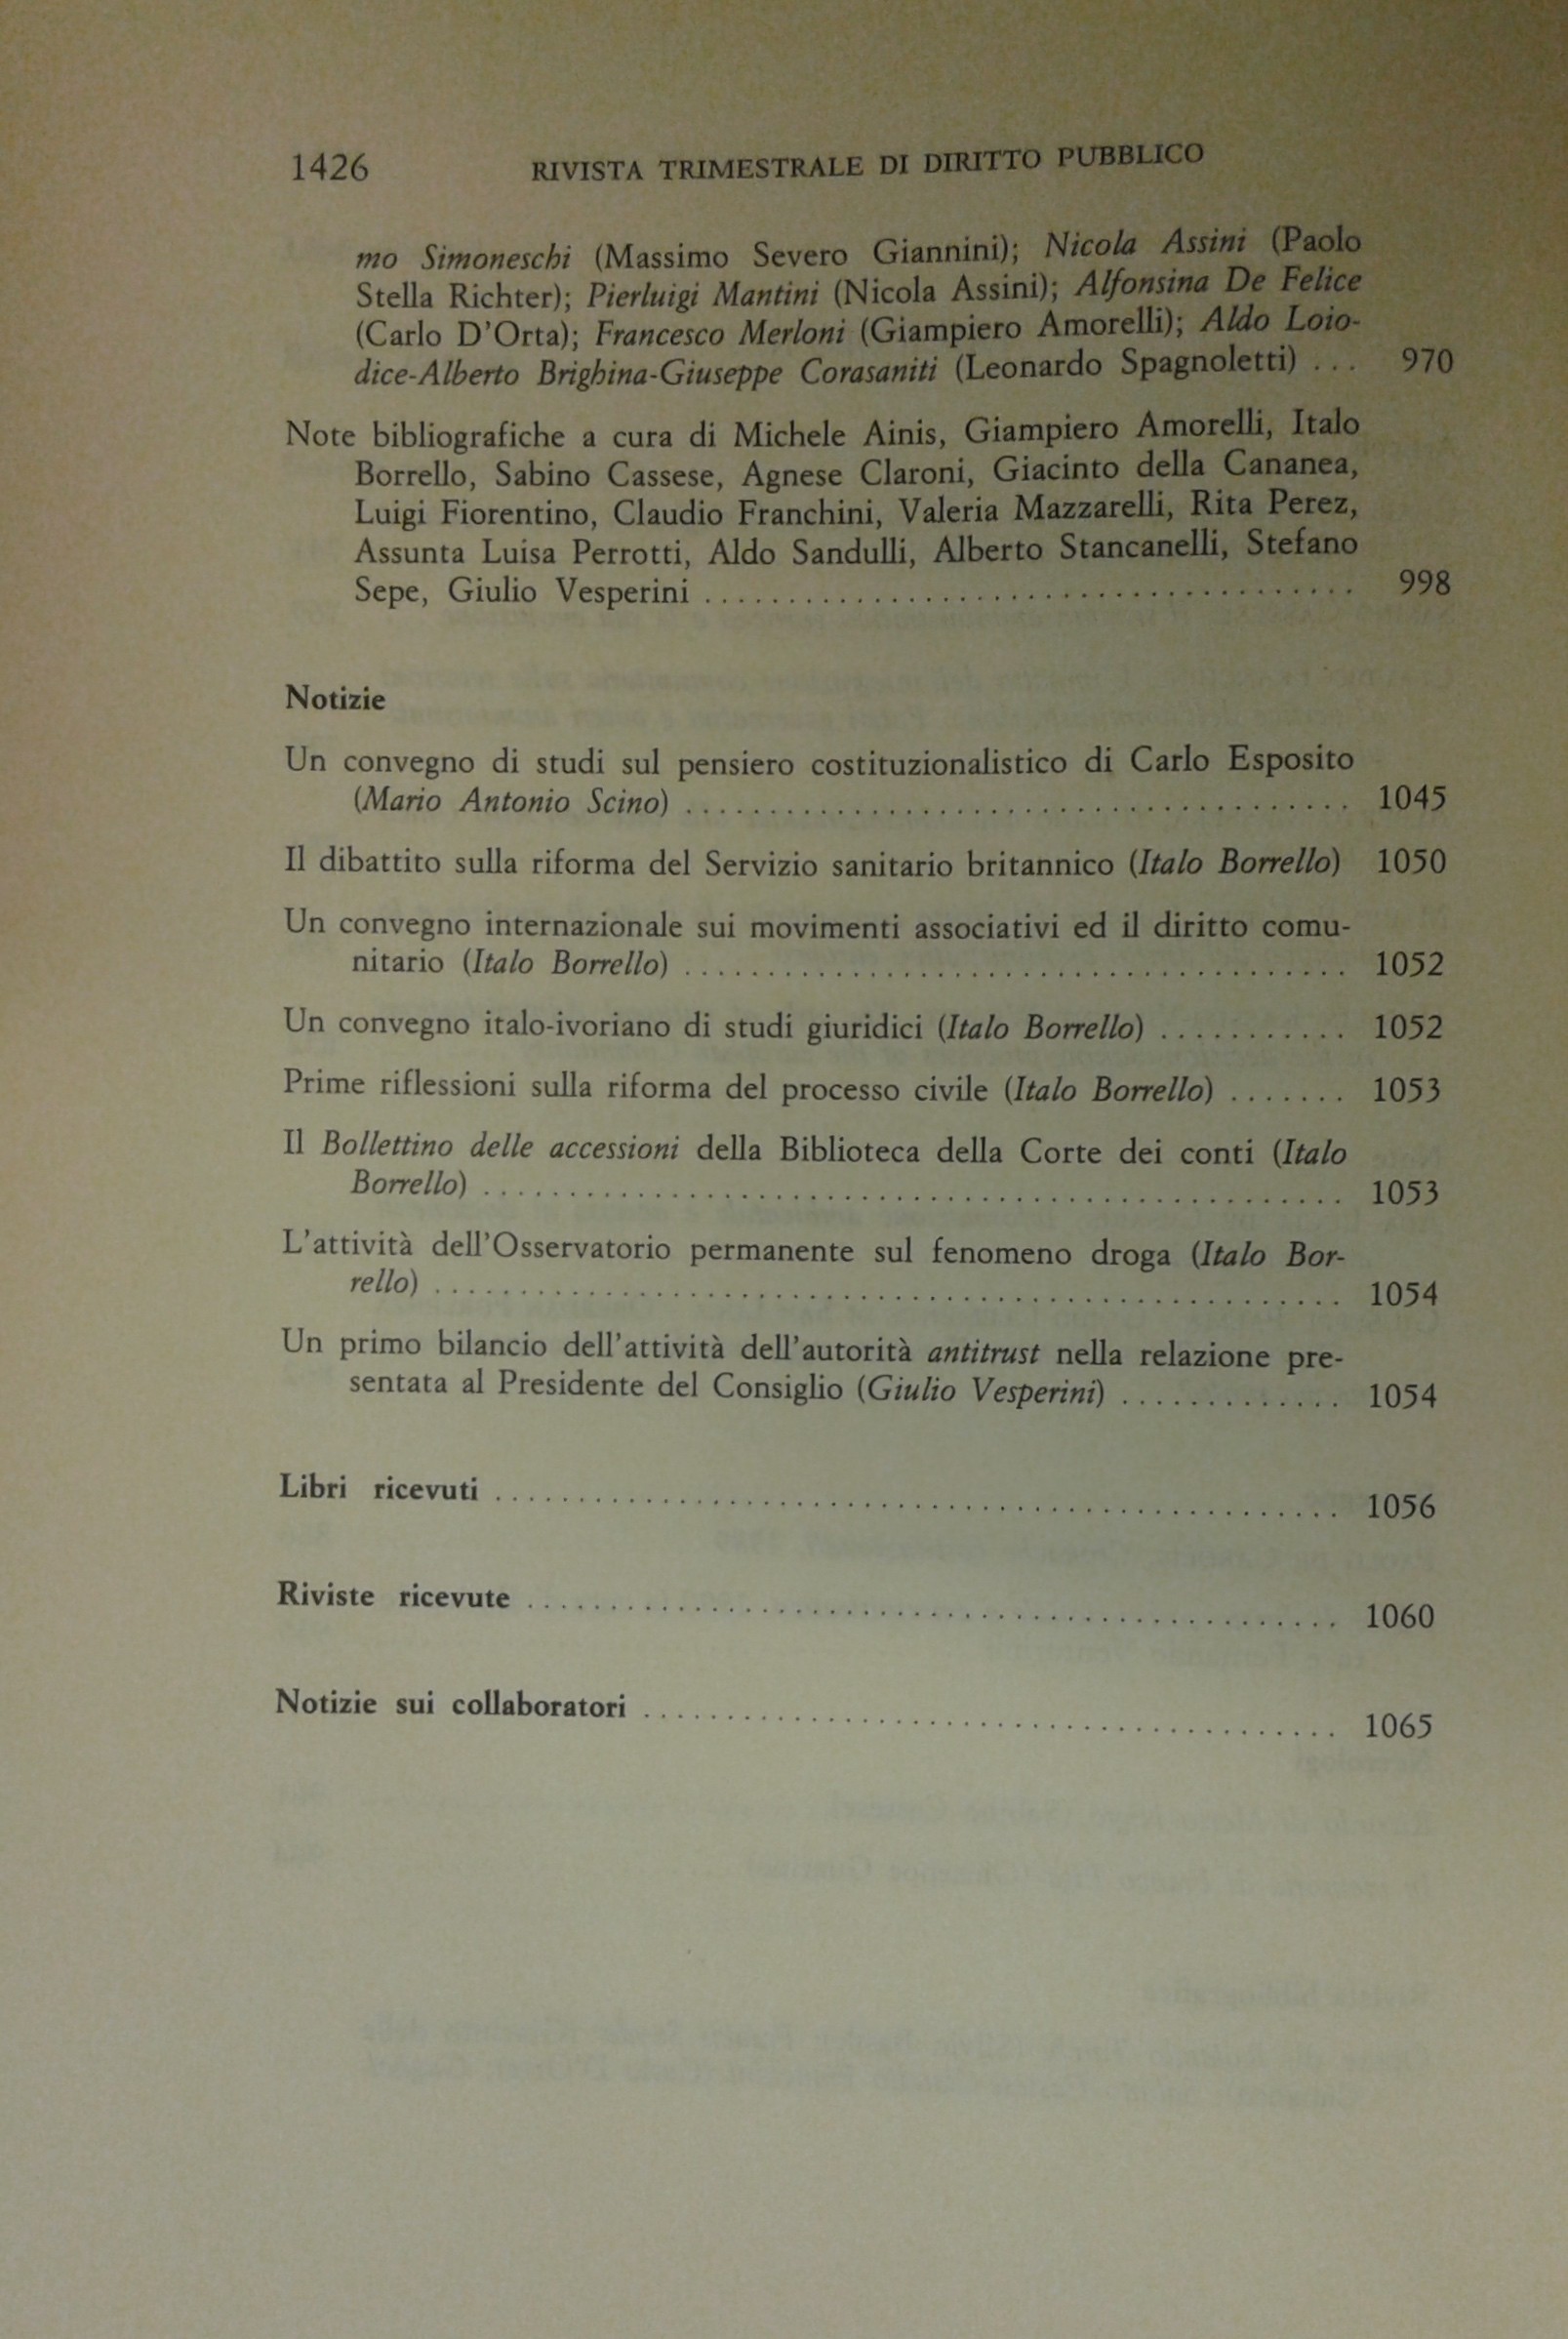 1426 RIVISTA TRIMESTRALE DI DIRITTO PUBBLICO
mo Simoneschi (Massimo Severo Giannini); Nicola Assini (Paolo
Stella Richter); Pierluigi Mantini (Nicola Assini); Alfonsina De Felice
(Carlo D'Orta); Francesco Merloni (Giampiero Amorelli); Aldo Loio-
dice-Alberto Brighina-Giuseppe Corasaniti (Leonardo Spagnoletti) . . . 970
Note bibliografiche a cura di Michele Ainis, Giampiero Amorelli, Italo
Borrello, Sabino Cassese, Agnese Claroni, Giacinto della Cananea,
Luigi Fiorentino, Claudio Franchini, Valeria Mazzarelli, Rita Perez,
Assunta Luisa Perrotti, Aldo Sandulli, Alberto Stancanelli, Stefano
Sepe, Giulio Vesperini . . . . . . . . . . . . . . . . . . . . 998
Notizie
Un convegno di studi sul pensiero costituzionalistico di Carlo Esposito
(Mario Antonio Scino) . . . . . . . . . . . . . . . . . . . . 1045
Il dibattito sulla riforma del Servizio sanitario britannico (Italo Borrello) 1050
Un convegno internazionale sui movimenti associativi ed il diritto comu-
nitario (Italo Borrello) . . . . . . . . . . . . . . . . . . . . 1052
Un convegno italo-ivoriano di studi giuridici (Italo Borrello) . . . . . . . . . . . 1052
Prime riflessioni sulla riforma del processo civile (Italo Borrello) . . . . . . . 1053
Il Bollettino delle accessioni della Biblioteca della Corte dei conti (Italo
Borrello) . . . . . . . . . . . . . . . . . . . . 1053
L'attività dell'Osservatorio permanente sul fenomeno droga (Italo Bor-
rello) . . . . . . . . . . . . . . . . . . . . 1054
Un primo bilancio dell'attività dell'autorità antitrust nella relazione pre-
sentata al Presidente del Consiglio (Giulio Vesperini) . . . . . . . . . . . . . 1054
Libri ricevuti . . . . . . . . . . . . . . . . . . . . 1056
Riviste ricevute . . . . . . . . . . . . . . . . . . . . 1060
Notizie sui collaboratori . . . . . . . . . . . . . . . . . . . . 1065